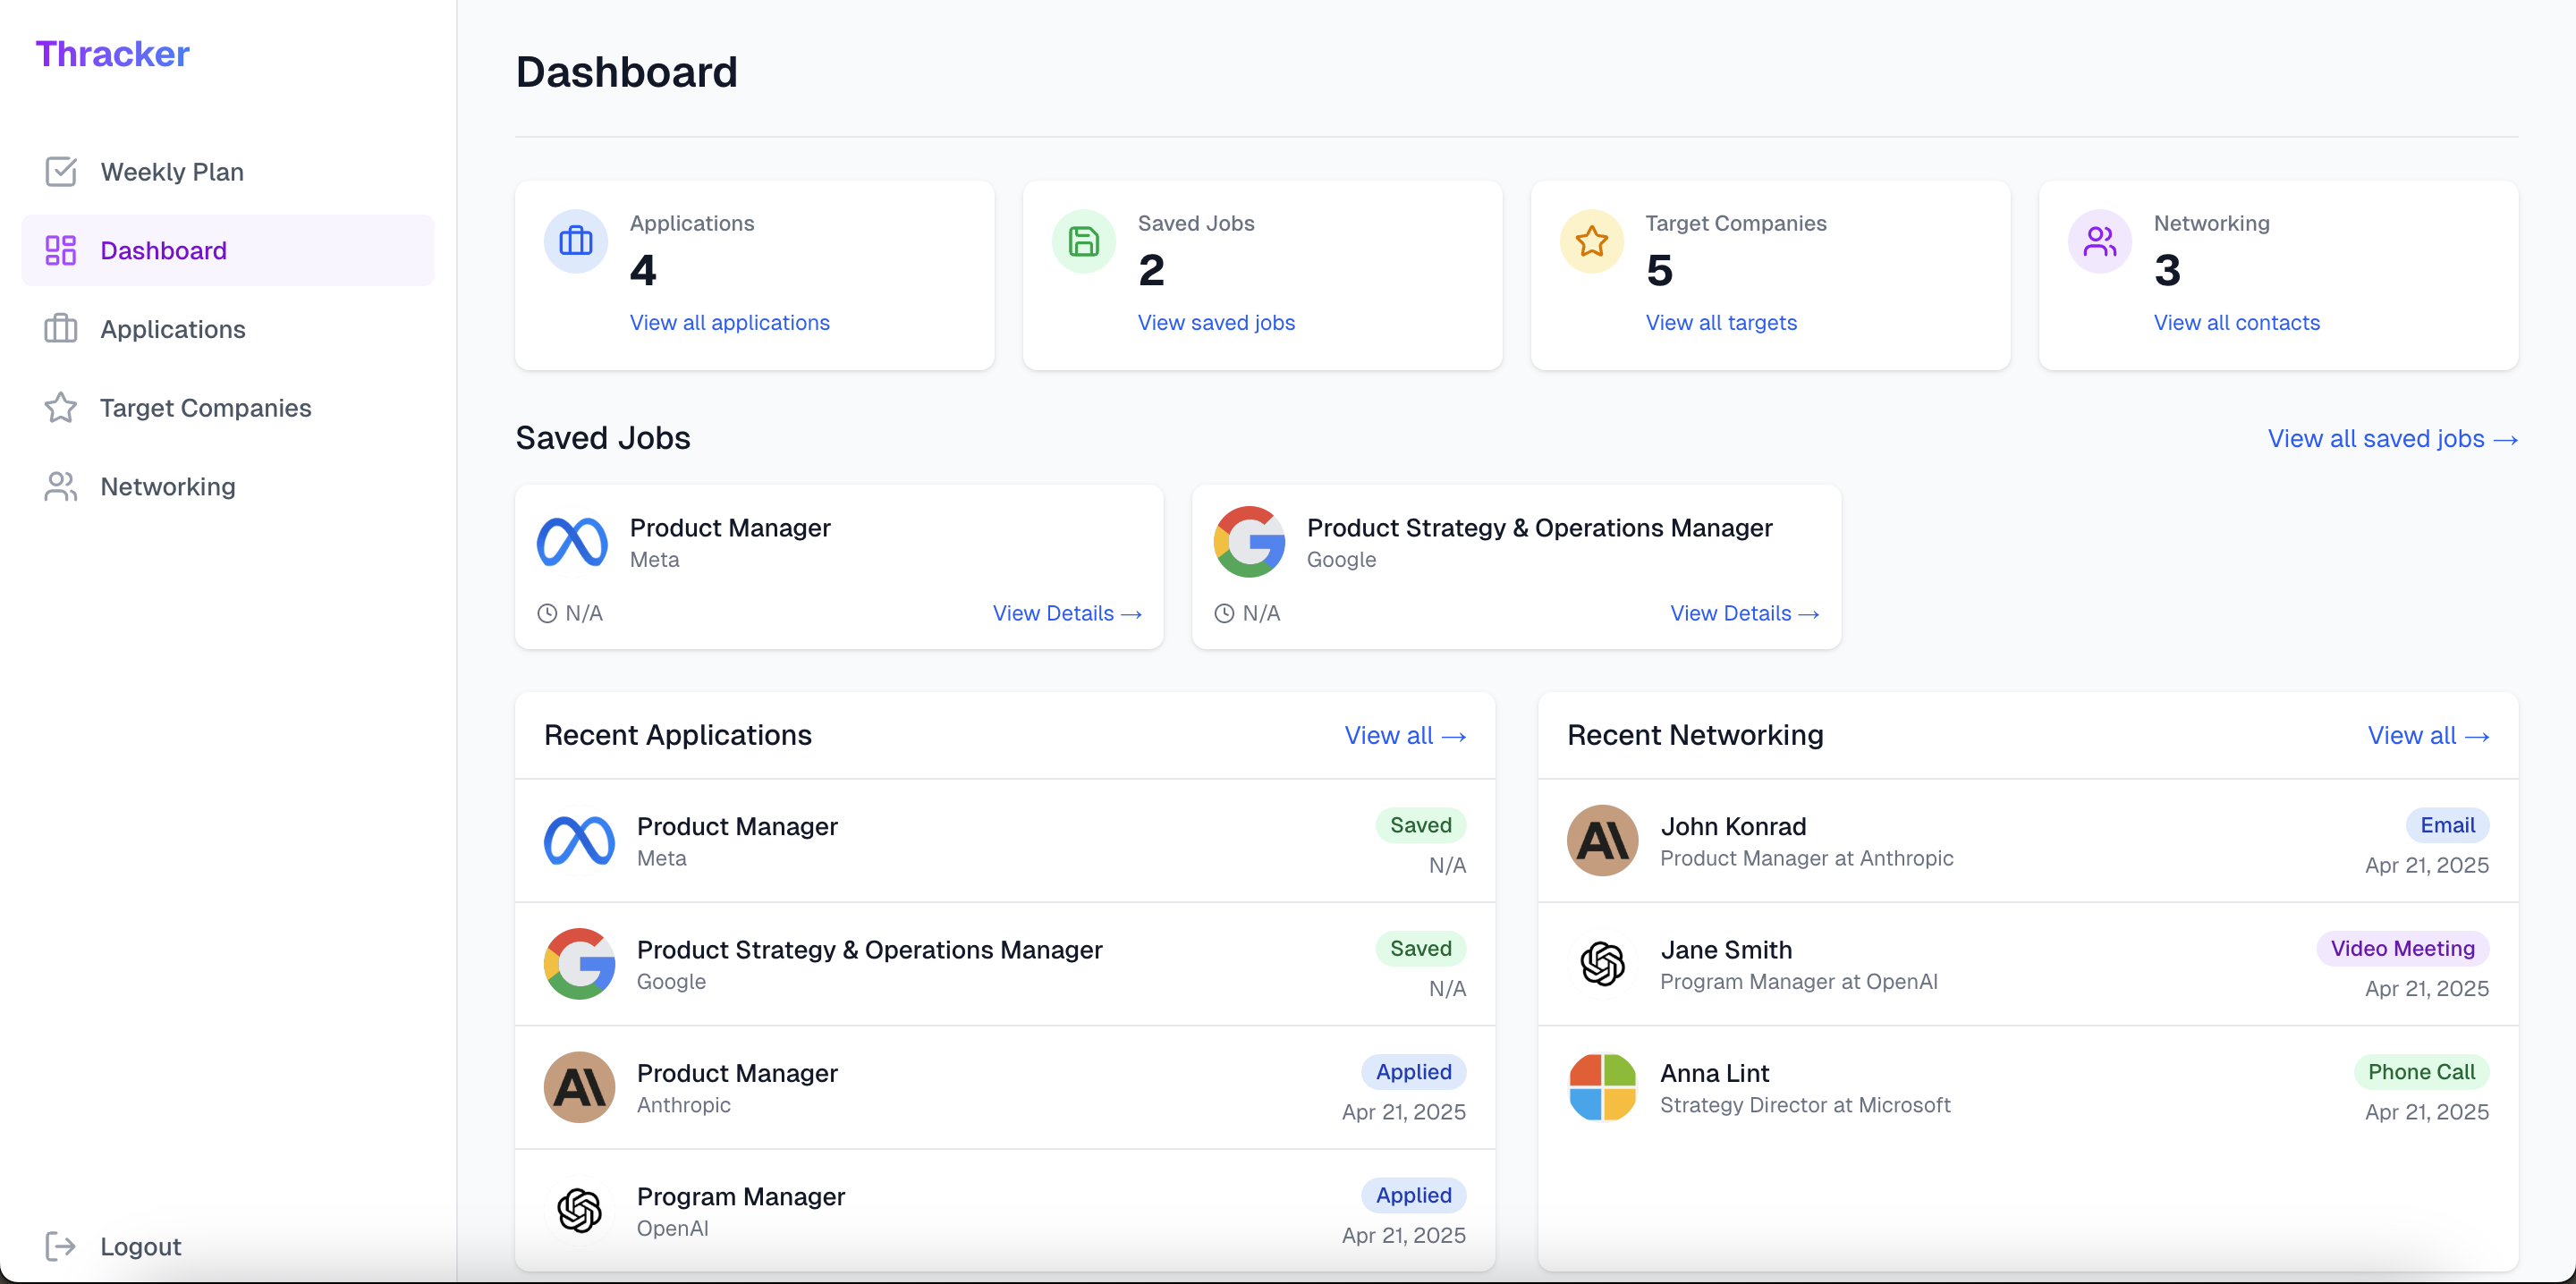 Thracker
Weekly Plan
Dashboard
Applications
Target Companies
Networking
Logout
Dashboard
Applications
4
View all applications
Saved Jobs
2
View saved jobs
Target Companies
5
View all targets
Networking
3
View all contacts
Saved Jobs
View all saved jobs →
Product Manager
Meta
N/A
View Details →
Product Strategy & Operations Manager
Google
N/A
View Details →
Recent Applications
View all →
Product Manager
Saved
Meta
N/A
Product Strategy & Operations Manager
Saved
Google
N/A
Product Manager
Applied
Anthropic
Apr 21, 2025
Program Manager
Applied
OpenAI
Apr 21, 2025
Recent Networking
View all →
John Konrad
Email
Product Manager at Anthropic
Apr 21, 2025
Jane Smith
Video Meeting
Program Manager at OpenAI
Apr 21, 2025
Anna Lint
Phone Call
Strategy Director at Microsoft
Apr 21, 2025